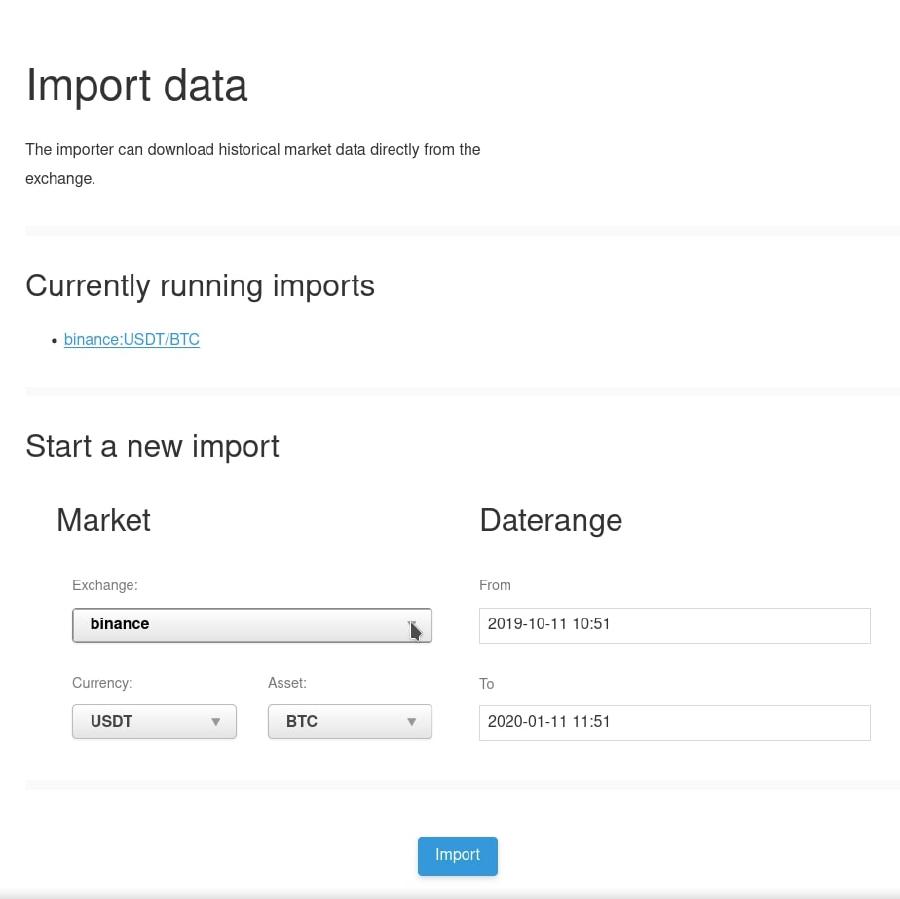 Import data
The importer can download historical market data directly from the
exchange.
Currently running imports
• binance:USDT/BTC
Start a new import
Market
Daterange
Exchange:
From
binance
2019-10-11 10:51
Currency:
Asset:
To
USDT
BTC
2020-01-11 11:51
Import